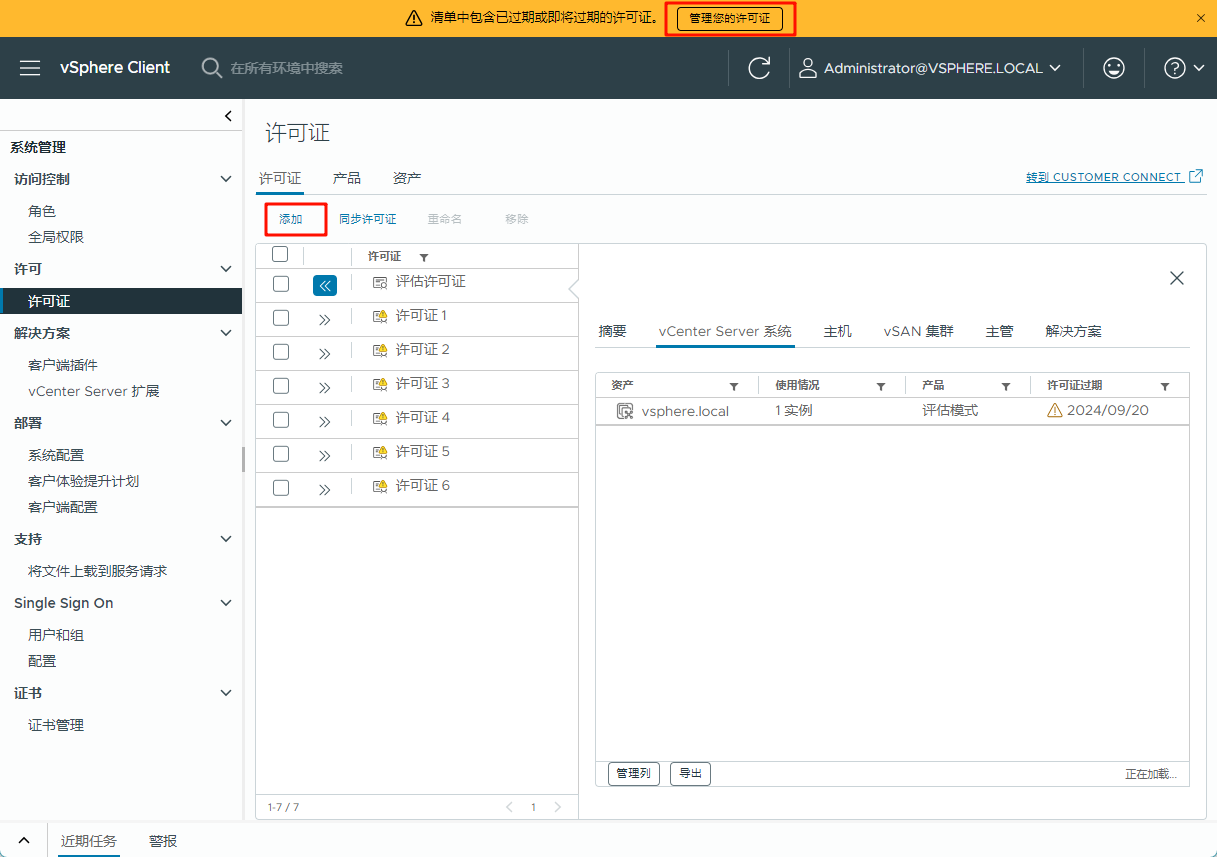 清单中包含已过期或即将过期的许可证。 管理您的许可证
vSphere Client 在所有环境中搜索 Administrator@VSPHERE.LOCAL
系统管理
访问控制
角色
全局权限
许可
许可证
解决方案
客户端插件
vCenter Server 扩展
部署
系统配置
客户体验提升计划
客户端配置
支持
将文件上载到服务请求
Single Sign On
用户和组
配置
证书
证书管理
许可证
许可证 产品 资产 转到 CUSTOMER CONNECT
添加 同步许可证 重命名 移除
许可证
评估许可证
许可证 1
许可证 2
许可证 3
许可证 4
许可证 5
许可证 6
1-7 / 7 1
摘要 vCenter Server 系统 主机 vSAN 集群 主管 解决方案
资产 使用情况 产品 许可证过期
vsphere.local 1 实例 评估模式 2024/09/20
管理列 导出 正在加载...
近期任务 警报